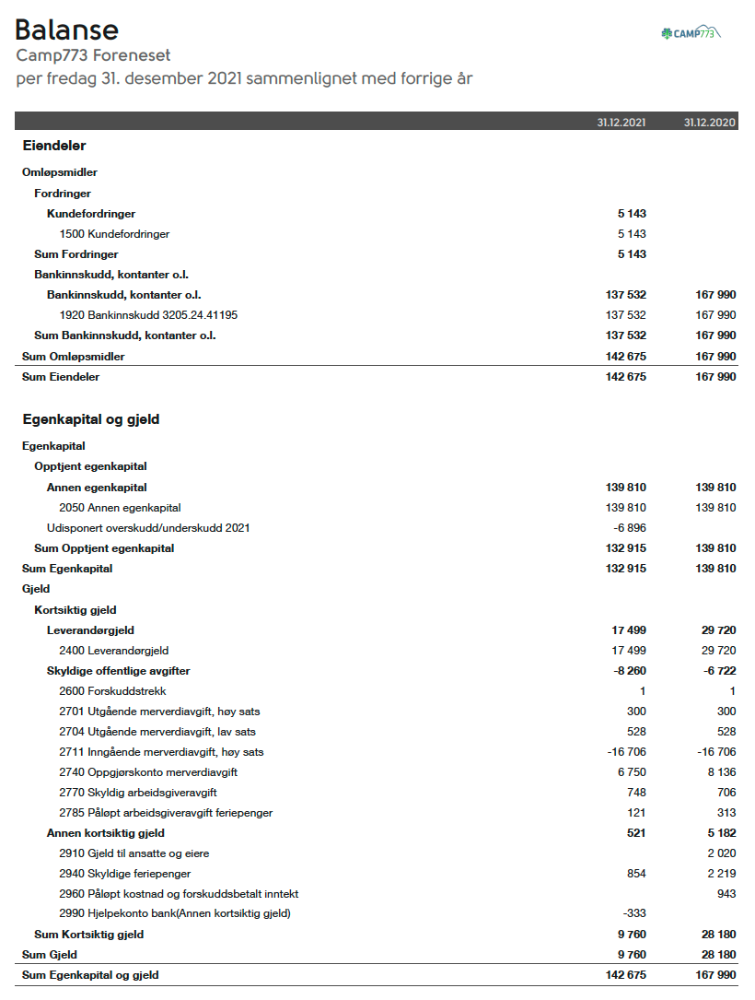 Balanse
CAMP773
Camp773 Foreneset
per fredag 31. desember 2021 sammenlignet med forrige år
31.12.2021 31.12.2020
Eiendeler
Omløpsmidler
Fordringer
Kundefordringer 5 143
1500 Kundefordringer 5 143
Sum Fordringer 5 143
Bankinnskudd, kontanter o.l.
Bankinnskudd, kontanter o.l. 137 532 167 990
1920 Bankinnskudd 3205.24.41195 137 532 167 990
Sum Bankinnskudd, kontanter o.l. 137 532 167 990
Sum Omløpsmidler 142 675 167 990
Sum Eiendeler 142 675 167 990
Egenkapital og gjeld
Egenkapital
Opptjent egenkapital
Annen egenkapital 139 810 139 810
2050 Annen egenkapital 139 810 139 810
Udisponert overskudd/underskudd 2021 -6 896
Sum Opptjent egenkapital 132 915 139 810
Sum Egenkapital 132 915 139 810
Gjeld
Kortsiktig gjeld
Leverandørgjeld 17 499 29 720
2400 Leverandørgjeld 17 499 29 720
Skyldige offentlige avgifter -8 260 -6 722
2600 Forskuddstrekk 1 1
2701 Utgående merverdiavgift, høy sats 300 300
2704 Utgående merverdiavgift, lav sats 528 528
2711 Inngående merverdiavgift, høy sats -16 706 -16 706
2740 Oppgjørskonto merverdiavgift 6 750 8 136
2770 Skyldig arbeidsgiveravgift 748 706
2785 Påløpt arbeidsgiveravgift feriepenger 121 313
Annen kortsiktig gjeld 521 5 182
2910 Gjeld til ansatte og eiere 2 020
2940 Skyldige feriepenger 854 2 219
2960 Påløpt kostnad og forskuddsbetalt inntekt 943
2990 Hjelpekonto bank(Annen kortsiktig gjeld) -333
Sum Kortsiktig gjeld 9 760 28 180
Sum Gjeld 9 760 28 180
Sum Egenkapital og gjeld 142 675 167 990